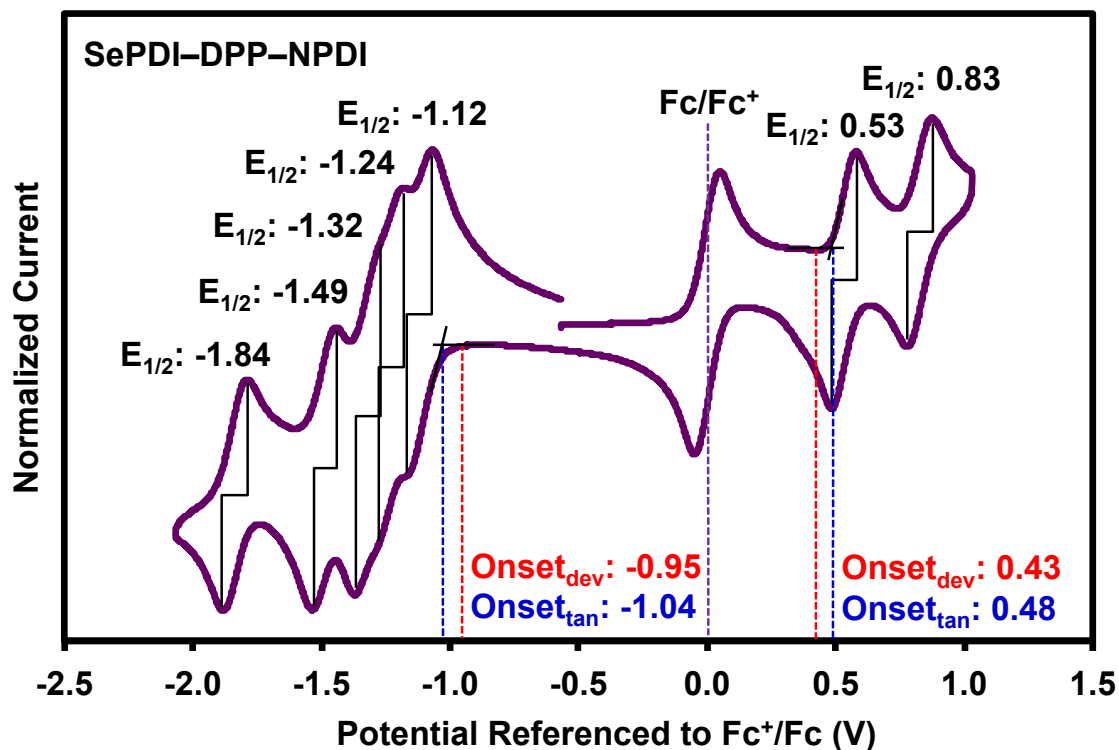 SePDI–DPP–NPDI
E1/2: 0.83
Fc/Fc+
E1/2: -1.12
E1/2: 0.53
E1/2: -1.24
E1/2: -1.32
E1/2: -1.49
E1/2: -1.84
Normalized Current
Onsetdev: -0.95
Onsettan: -1.04
Onsetdev: 0.43
Onsettan: 0.48
-2.5 -2.0 -1.5 -1.0 -0.5 0.0 0.5 1.0 1.5
Potential Referenced to Fc+/Fc (V)